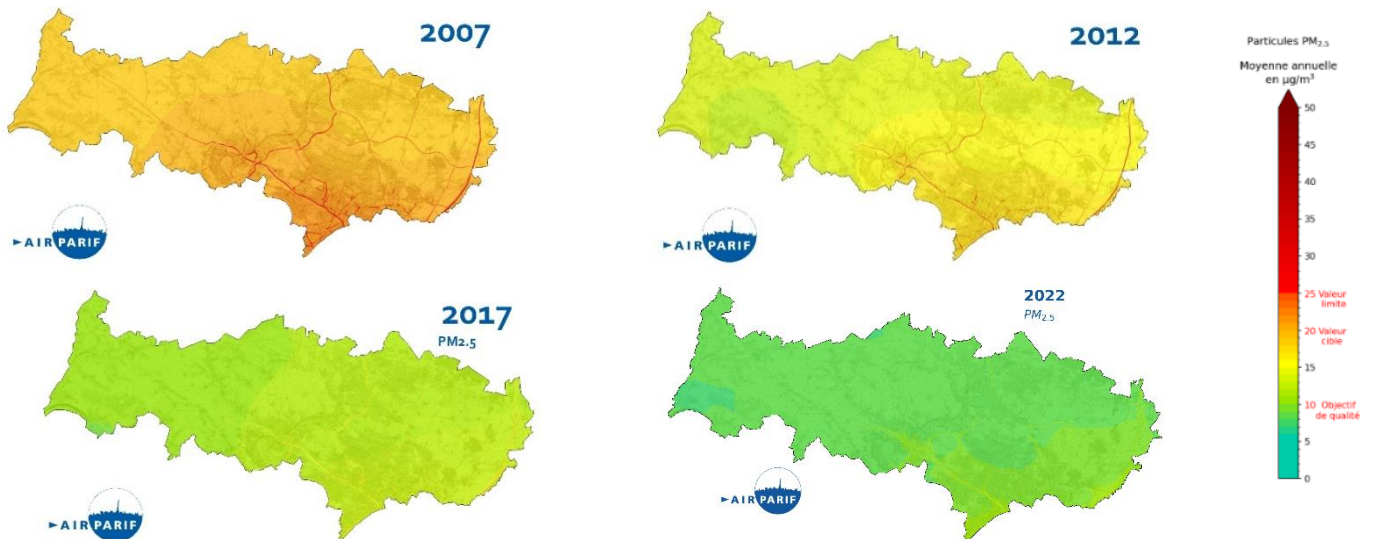 2007
►AIR PARIF
2012
►AIR PARIF
2017
PM2.5
►AIR PARIF
2022
PM2.5
►AIR PARIF
Particules PM2.5
Moyenne annuelle
en µg/m³
50
45
40
35
30
25 Valeur
limite
20 Valeur
cible
15
10 Objectif
de qualité
5
0